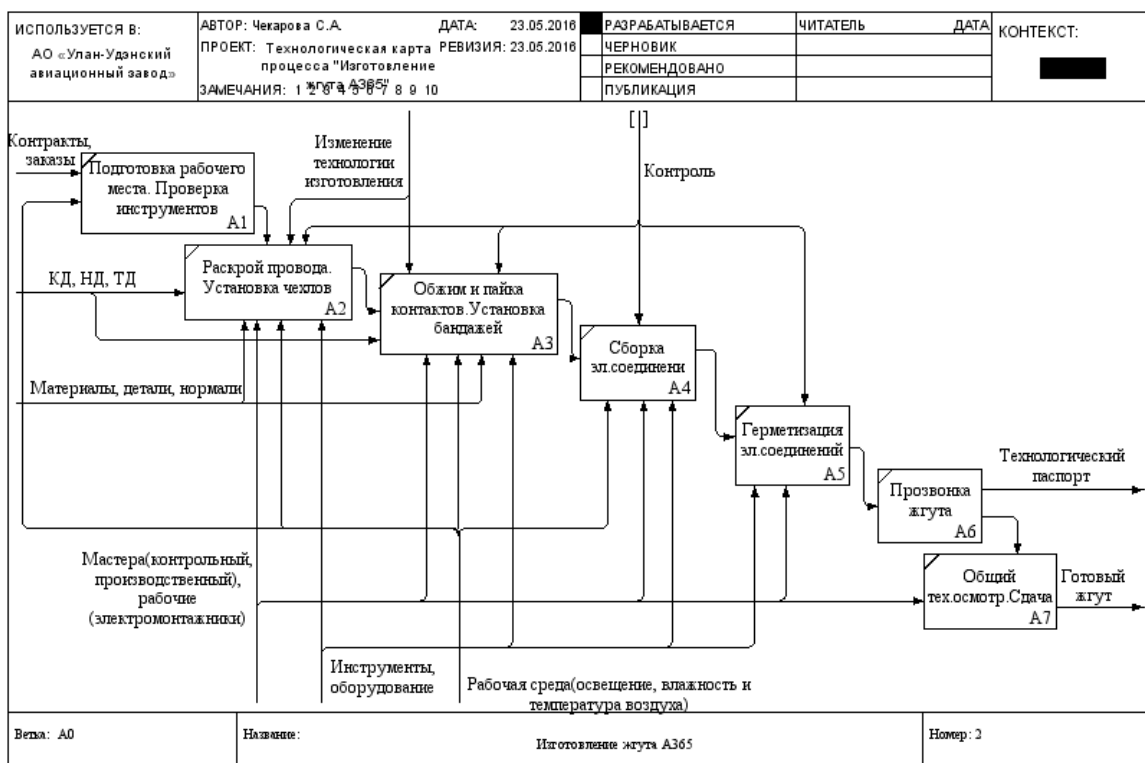 ИСПОЛЬЗУЕТСЯ В:
АО «Улан-Удэнский
авиационный завод»
АВТОР: Чекарова С.А.
ДАТА: 23.05.2016
ПРОЕКТ: Технологическая карта
процесса "Изготовление
жгута А365"
РЕВИЗИЯ: 23.05.2016
ЗАМЕЧАНИЯ: 1 2 3 4 5 6 7 8 9 10
РАЗРАБАТЫВАЕТСЯ
ЧЕРНОВИК
РЕКОМЕНДОВАНО
ПУБЛИКАЦИЯ
ЧИТАТЕЛЬ
ДАТА
КОНТЕКСТ:
Контракты,
заказы
Подготовка рабочего
места. Проверка
инструментов
А1
Изменение
технологии
изготовления
[ ]
Контроль
КД, НД, ТД
Раскрой провода.
Установка чехлов
А2
Обжим и пайка
контактов.Установка
бандажей
А3
Сборка
эл.соединени
А4
Материалы, детали, нормали
Герметизация
эл.соединений
А5
Прозвонка
жгута
А6
Технологический
паспорт
Общий
тех.осмотр.Сдача
А7
Готовый
жгут
Мастера(контрольный,
производственный),
рабочие
(электромонтажники)
Инструменты,
оборудование
Рабочая среда(освещение, влажность и
температура воздуха)
Ветка: А0
Название:
Изготовление жгута А365
Номер: 2